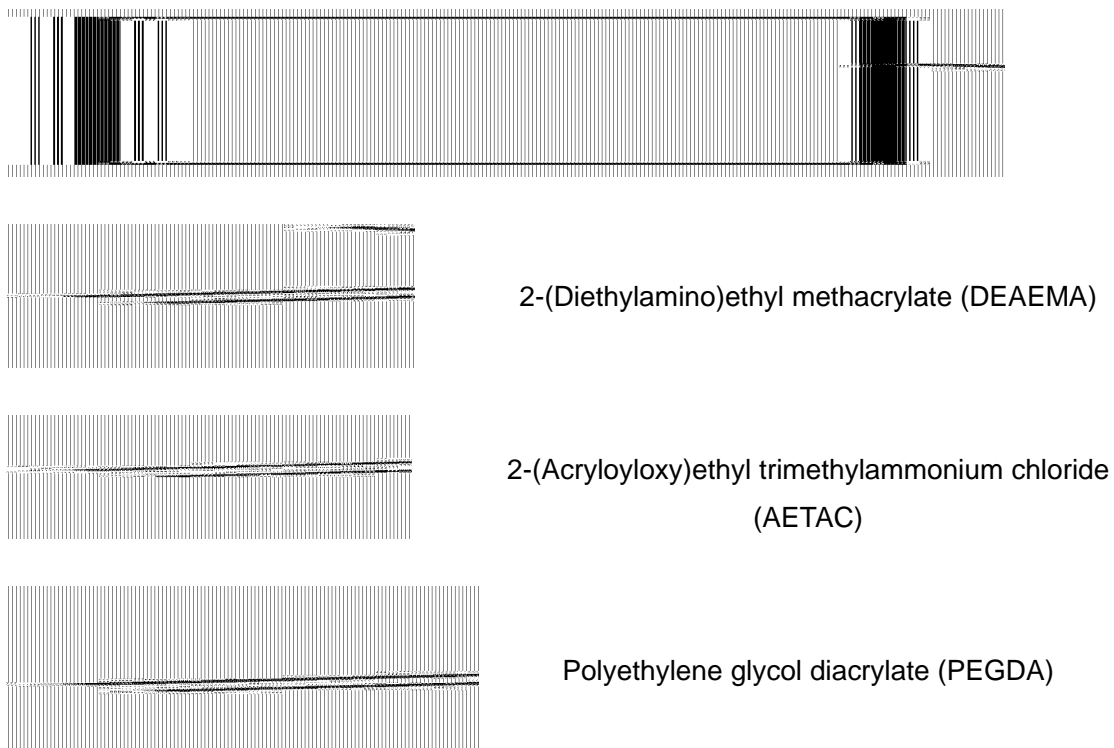 2-(Diethylamino)ethyl methacrylate (DEAEMA)
2-(Acryloyloxy)ethyl trimethylammonium chloride
(AETAC)
Polyethylene glycol diacrylate (PEGDA)